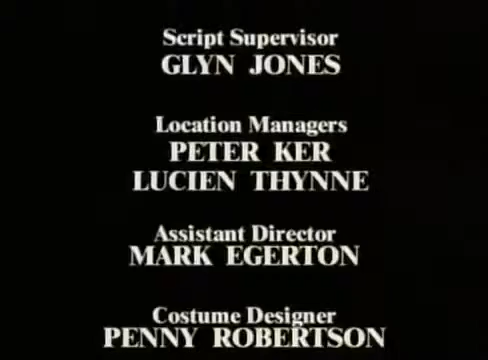 Script Supervisor
GLYN JONES
Location Managers
PETER KER
LUCIEN THYNNE
Assistant Director
MARK EGERTON
Costume Designer
PENNY ROBERTSON